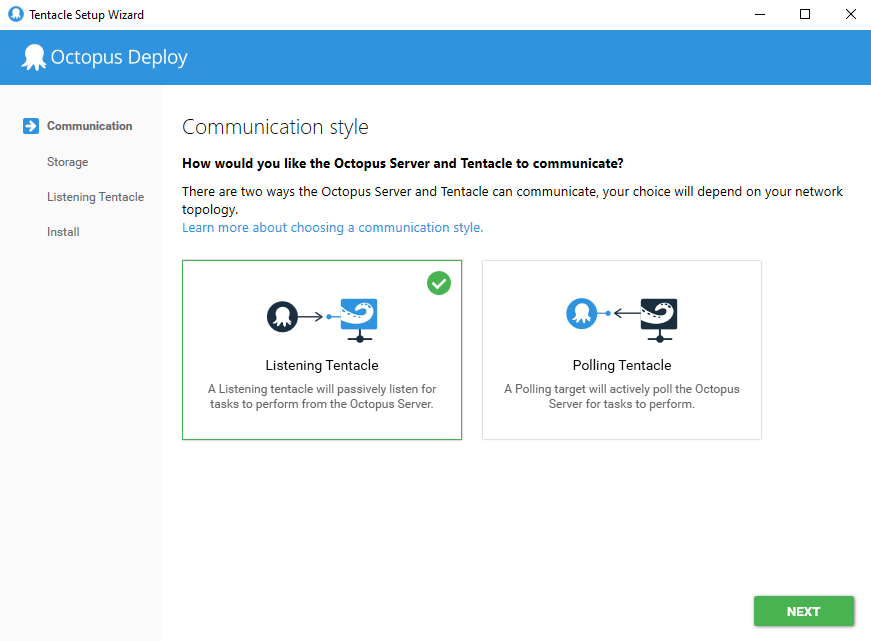 Tentacle Setup Wizard
Octopus Deploy
Communication
Storage
Listening Tentacle
Install
Communication style
How would you like the Octopus Server and Tentacle to communicate?
There are two ways the Octopus Server and Tentacle can communicate, your choice will depend on your network
topology.
Learn more about choosing a communication style.
Listening Tentacle
A Listening tentacle will passively listen for
tasks to perform from the Octopus Server.
Polling Tentacle
A Polling target will actively poll the Octopus
Server for tasks to perform.
NEXT